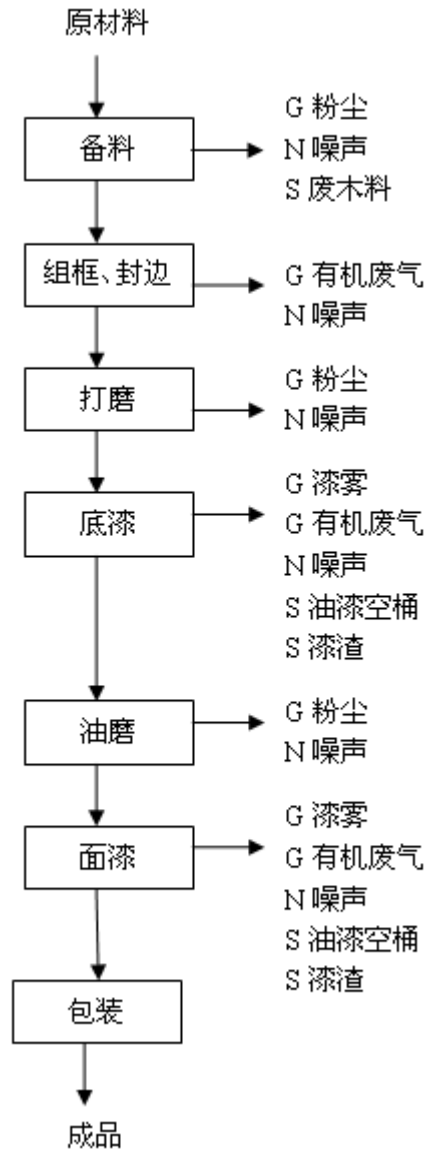 原材料
备料
G 粉尘
N 噪声
S 废木料
组框、封边
G 有机废气
N 噪声
打磨
G 粉尘
N 噪声
底漆
G 漆雾
G 有机废气
N 噪声
S 油漆空桶
S 漆渣
油磨
G 粉尘
N 噪声
面漆
G 漆雾
G 有机废气
N 噪声
S 油漆空桶
S 漆渣
包装
成品